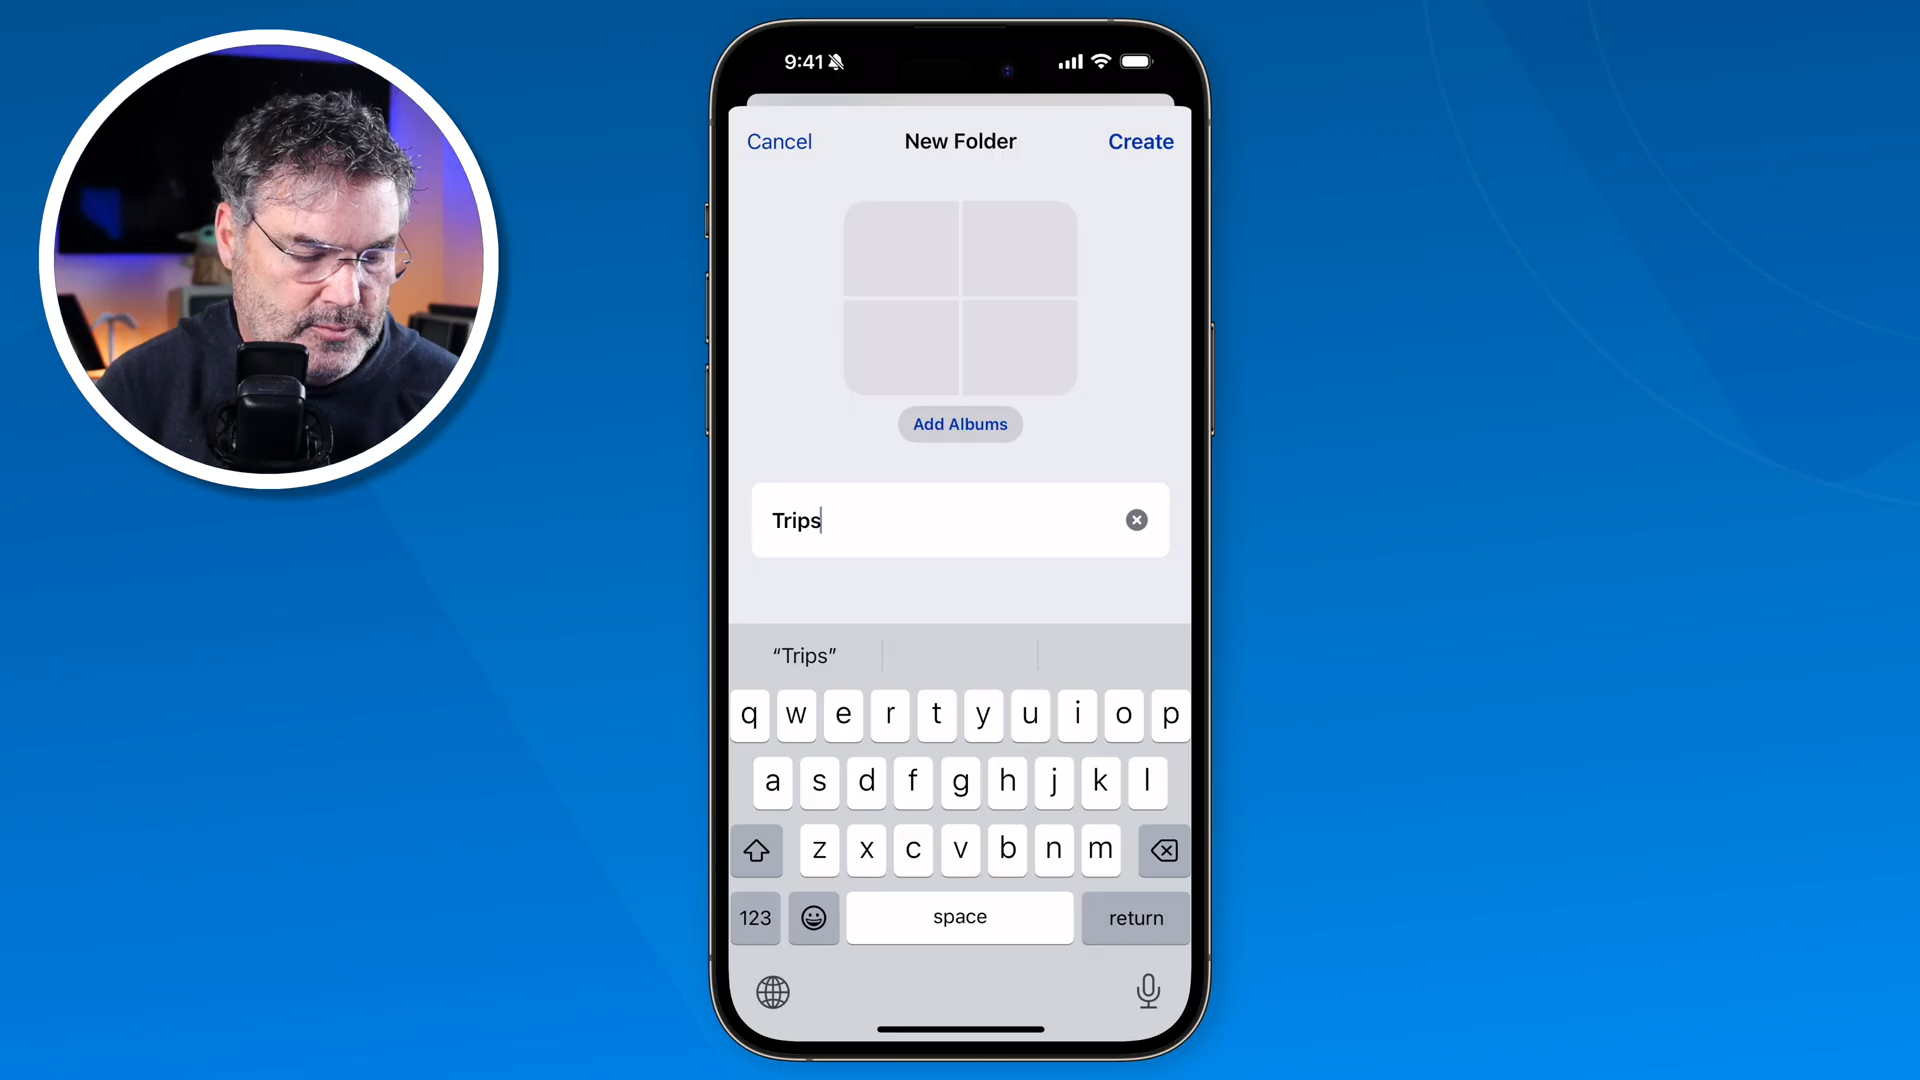 9:41
Cancel New Folder Create
Add Albums
Trips
“Trips”
q w e r t y u i o p
a s d f g h j k l
z x c v b n m
123 space return